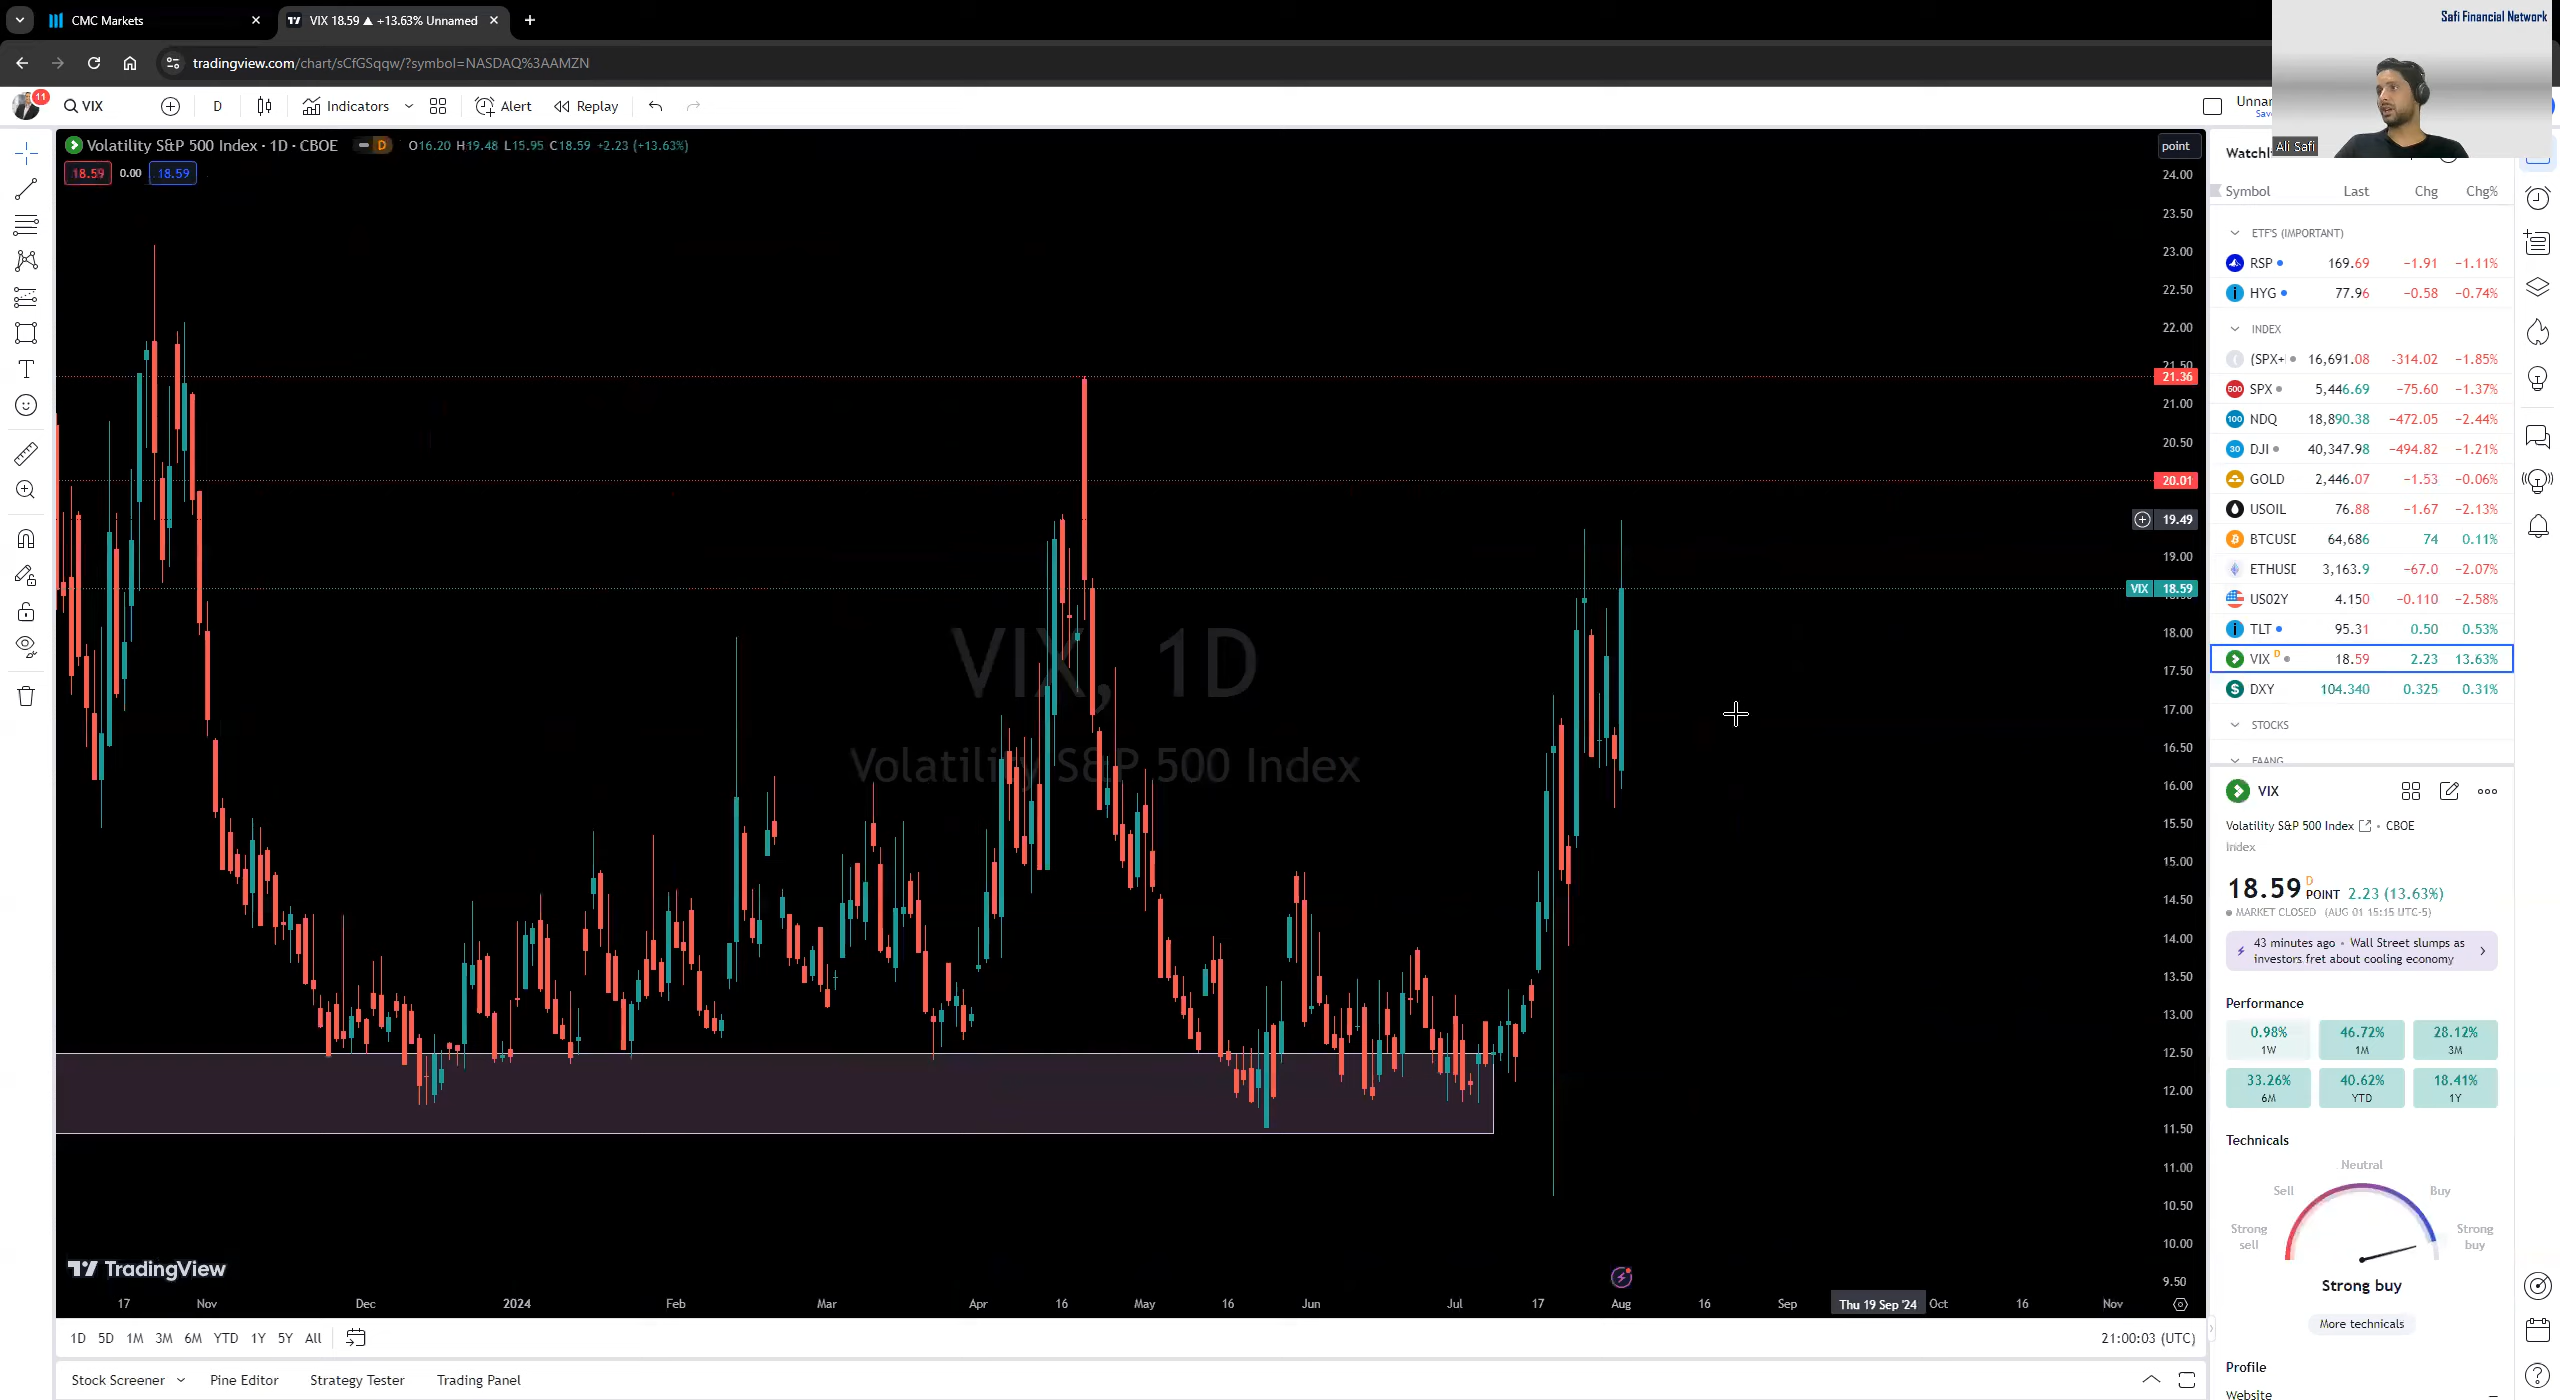 CMC Markets
VIX 18.59 ▲ +13.63% Unnamed
Safi Financial Network
tradingview.com/chart/sCfGSqqw/?symbol=NASDAQ%3AAMZN
11
VIX
D
Indicators
Alert
Replay
Ali Safi
Volatility S&P 500 Index · 1D · CBOE
D
O16.20 H19.48 L15.95 C18.59 +2.23 (+13.63%)
18.59 0.00 18.59
point
24.00
23.50
23.00
22.50
22.00
21.50
21.36
21.00
20.50
20.01
19.49
19.00
VIX 18.59
18.00
17.50
17.00
16.50
16.00
15.50
15.00
14.50
14.00
13.50
13.00
12.50
12.00
11.50
11.00
10.50
10.00
9.50
VIX, 1D
Volatility S&P 500 Index
TradingView
17 Nov Dec 2024 Feb Mar Apr 16 May 16 Jun Jul 17 Aug 16 Sep Thu 19 Sep '24 Oct 16 Nov
1D 5D 1M 3M 6M YTD 1Y 5Y All
21:00:03 (UTC)
Stock Screener Pine Editor Strategy Tester Trading Panel
Symbol Last Chg Chg%
ETF'S (IMPORTANT)
RSP 169.69 −1.91 −1.11%
HYG 77.96 −0.58 −0.74%
INDEX
(SPX+ 16,691.08 -314.02 −1.85%
SPX 5,446.69 −75.60 −1.37%
NDQ 18,890.38 −472.05 −2.44%
DJI 40,347.98 −494.82 −1.21%
GOLD 2,446.07 −1.53 −0.06%
USOIL 76.88 −1.67 −2.13%
BTCUSD 64,686 74 0.11%
ETHUSD 3,163.9 −67.0 −2.07%
US02Y 4.150 −0.110 −2.58%
TLT 95.31 0.50 0.53%
VIX D 18.59 2.23 13.63%
DXY 104.340 0.325 0.31%
STOCKS
FAANG
VIX
Volatility S&P 500 Index · CBOE
Index
18.59 D POINT 2.23 (13.63%)
MARKET CLOSED (AUG 01 15:15 UTC-5)
43 minutes ago · Wall Street slumps as
investors fret about cooling economy
Performance
0.98% 46.72% 28.12%
1W 1M 3M
33.26% 40.62% 18.41%
6M YTD 1Y
Technicals
Neutral
Sell Buy
Strong sell
Strong buy
Strong buy
More technicals
Profile
Website